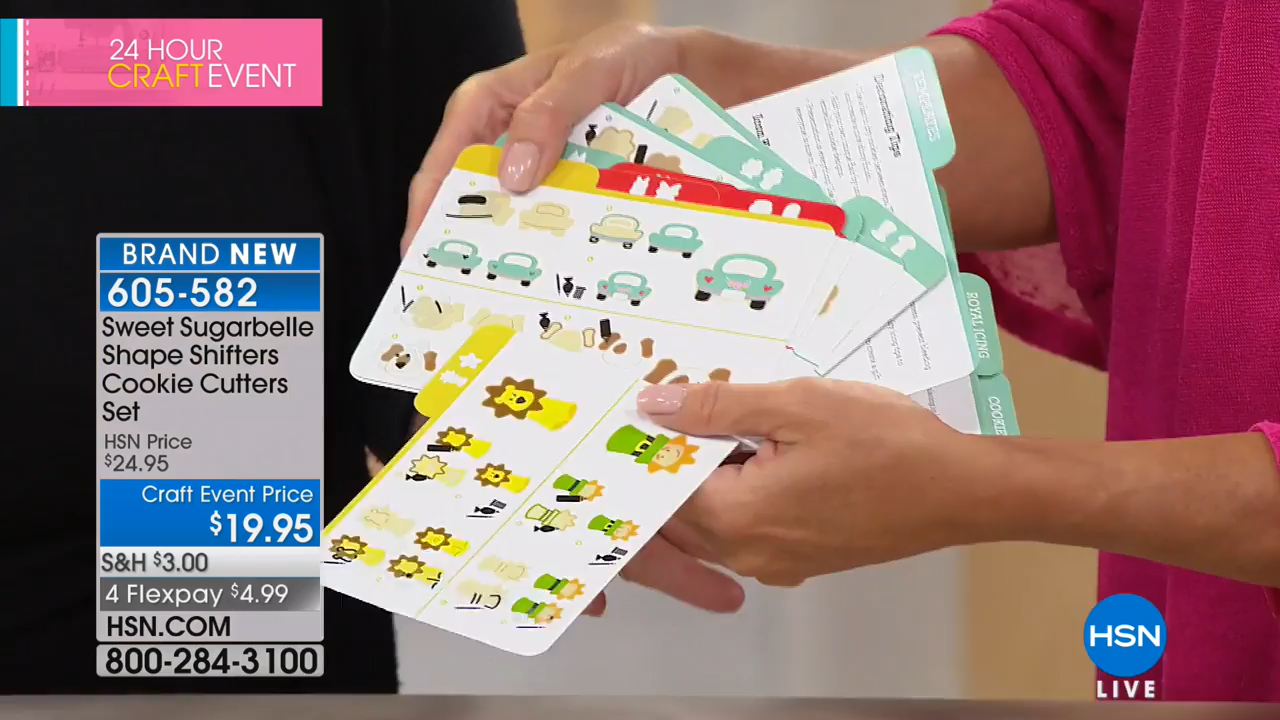 24 HOUR
CRAFT EVENT
BRAND NEW
605-582
Sweet Sugarbelle
Shape Shifters
Cookie Cutters
Set
HSN Price
$24.95
Craft Event Price
$19.95
S&H $3.00
4 Flexpay $4.99
HSN.COM
800-284-3100
TEMPLATES
Decorating Tips
ROYAL ICING
HSN
LIVE